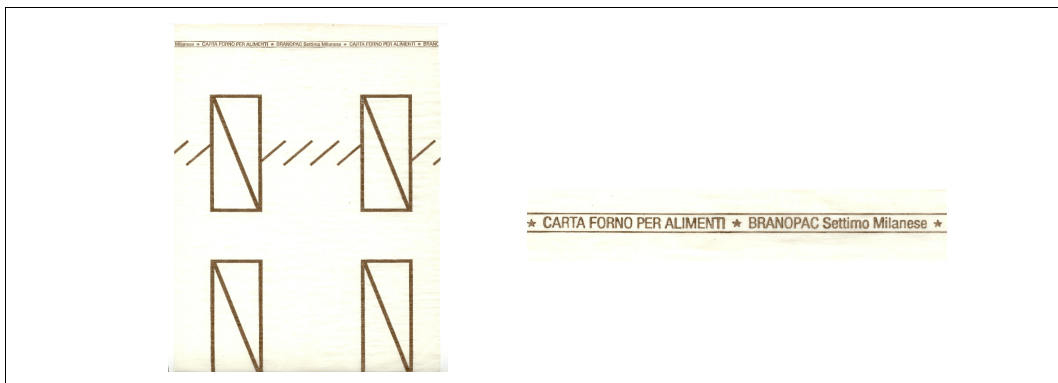 Milanese ★ CARTA FORNO PER ALIMENTI ★ BRANOPAC Settimo Milanese ★ CARTA FORNO PER ALIMENTI ★ BRANC
★ CARTA FORNO PER ALIMENTI ★ BRANOPAC Settimo Milanese ★